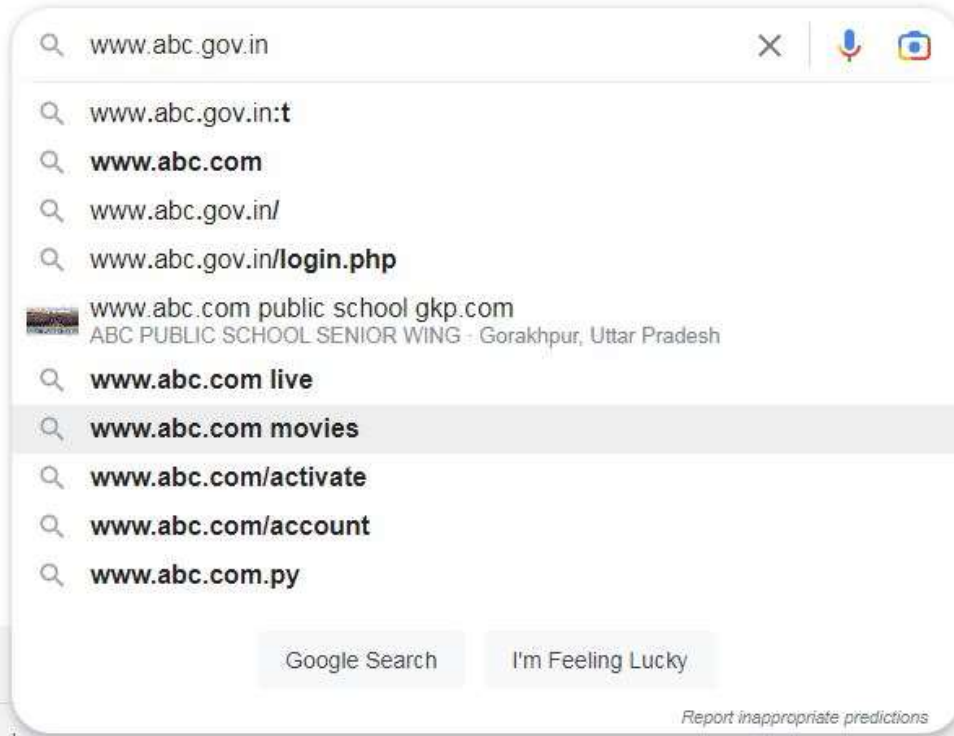 www.abc.gov.in
www.abc.gov.in:t
www.abc.com
www.abc.gov.in/
www.abc.gov.in/login.php
www.abc.com public school gkp.com
ABC PUBLIC SCHOOL SENIOR WING · Gorakhpur, Uttar Pradesh
www.abc.com live
www.abc.com movies
www.abc.com/activate
www.abc.com/account
www.abc.com.py
Google Search
I'm Feeling Lucky
Report inappropriate predictions